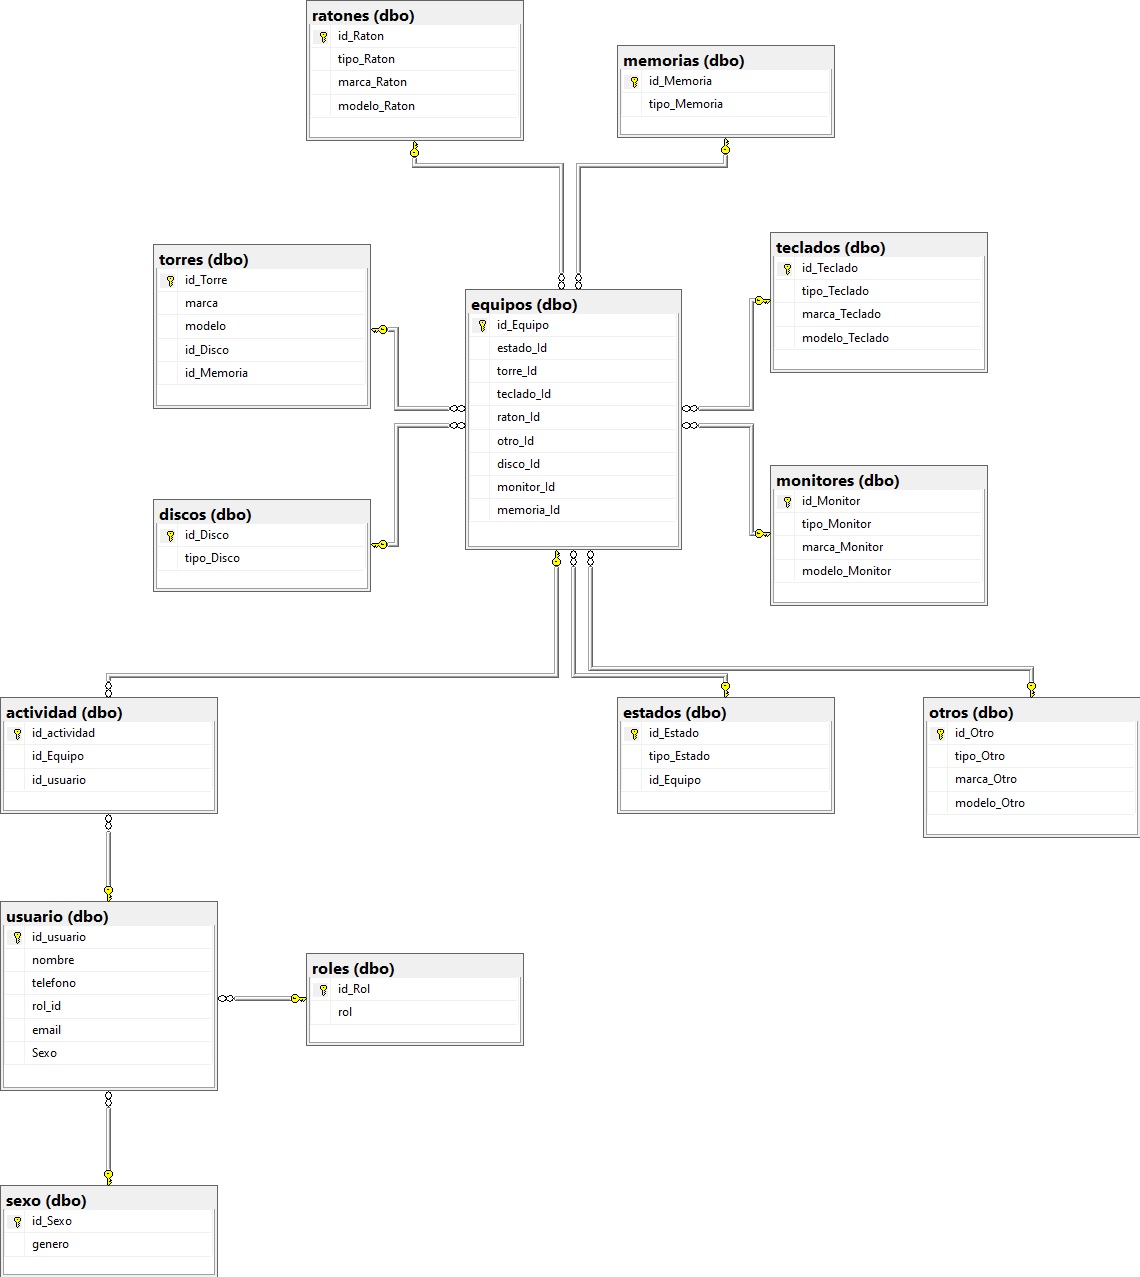 ratones (dbo)
id_Raton
tipo_Raton
marca_Raton
modelo_Raton
memorias (dbo)
id_Memoria
tipo_Memoria
torres (dbo)
id_Torre
marca
modelo
id_Disco
id_Memoria
teclados (dbo)
id_Teclado
tipo_Teclado
marca_Teclado
modelo_Teclado
equipos (dbo)
id_Equipo
estado_Id
torre_Id
teclado_Id
raton_Id
otro_Id
disco_Id
monitor_Id
memoria_Id
discos (dbo)
id_Disco
tipo_Disco
monitores (dbo)
id_Monitor
tipo_Monitor
marca_Monitor
modelo_Monitor
actividad (dbo)
id_actividad
id_Equipo
id_usuario
estados (dbo)
id_Estado
tipo_Estado
id_Equipo
otros (dbo)
id_Otro
tipo_Otro
marca_Otro
modelo_Otro
usuario (dbo)
id_usuario
nombre
telefono
rol_id
email
Sexo
roles (dbo)
id_Rol
rol
sexo (dbo)
id_Sexo
genero